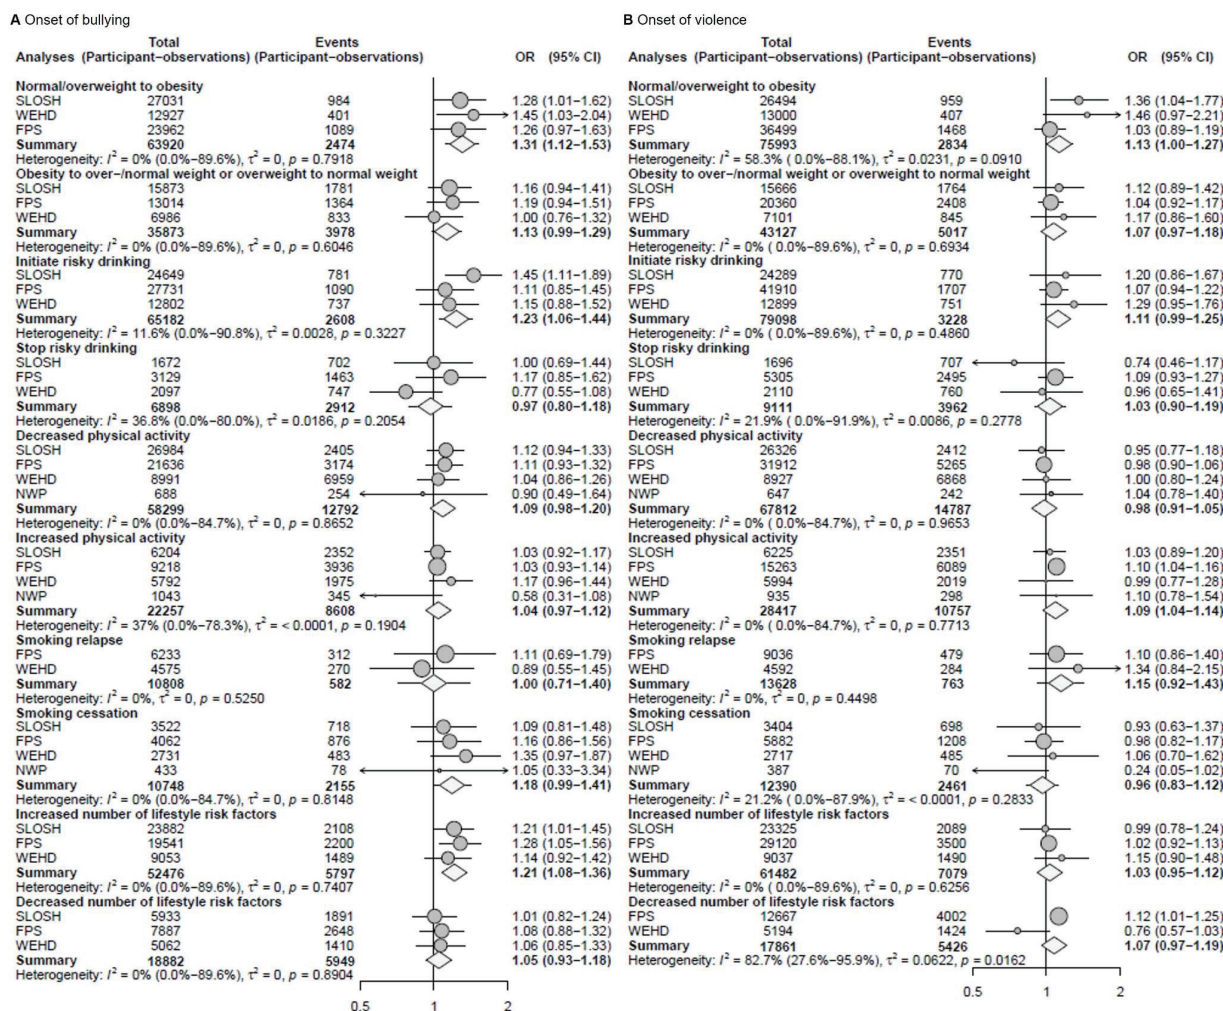 A Onset of bullying
Total Events
Analyses (Participant−observations) (Participant−observations) OR (95% CI)
Normal/overweight to obesity
SLOSH 27031 984 1.28 (1.01−1.62)
WEHD 12927 401 1.45 (1.03−2.04)
FPS 23962 1089 1.26 (0.97−1.63)
Summary 63920 2474 1.31 (1.12−1.53)
Heterogeneity: I² = 0% (0.0%−89.6%), τ² = 0, p = 0.7918
Obesity to over−/normal weight or overweight to normal weight
SLOSH 15873 1781 1.16 (0.94−1.41)
FPS 13014 1364 1.19 (0.94−1.51)
WEHD 6986 833 1.00 (0.76−1.32)
Summary 35873 3978 1.13 (0.99−1.29)
Heterogeneity: I² = 0% (0.0%−89.6%), τ² = 0, p = 0.6046
Initiate risky drinking
SLOSH 24649 781 1.45 (1.11−1.89)
FPS 27731 1090 1.11 (0.85−1.45)
WEHD 12802 737 1.15 (0.88−1.52)
Summary 65182 2608 1.23 (1.06−1.44)
Heterogeneity: I² = 11.6% (0.0%−90.8%), τ² = 0.0028, p = 0.3227
Stop risky drinking
SLOSH 1672 702 1.00 (0.69−1.44)
FPS 3129 1463 1.17 (0.85−1.62)
WEHD 2097 747 0.77 (0.55−1.08)
Summary 6898 2912 0.97 (0.80−1.18)
Heterogeneity: I² = 36.8% (0.0%−80.0%), τ² = 0.0186, p = 0.2054
Decreased physical activity
SLOSH 26984 2405 1.12 (0.94−1.33)
FPS 21636 3174 1.11 (0.93−1.32)
WEHD 8991 6959 1.04 (0.86−1.26)
NWP 688 254 0.90 (0.49−1.64)
Summary 58299 12792 1.09 (0.98−1.20)
Heterogeneity: I² = 0% (0.0%−84.7%), τ² = 0, p = 0.8652
Increased physical activity
SLOSH 6204 2352 1.03 (0.92−1.17)
FPS 9218 3936 1.03 (0.93−1.14)
WEHD 5792 1975 1.17 (0.96−1.44)
NWP 1043 345 0.58 (0.31−1.08)
Summary 22257 8608 1.04 (0.97−1.12)
Heterogeneity: I² = 37% (0.0%−78.3%), τ² = < 0.0001, p = 0.1904
Smoking relapse
FPS 6233 312 1.11 (0.69−1.79)
WEHD 4575 270 0.89 (0.55−1.45)
Summary 10808 582 1.00 (0.71−1.40)
Heterogeneity: I² = 0%, τ² = 0, p = 0.5250
Smoking cessation
SLOSH 3522 718 1.09 (0.81−1.48)
FPS 4062 876 1.16 (0.86−1.56)
WEHD 2731 483 1.35 (0.97−1.87)
NWP 433 78 1.05 (0.33−3.34)
Summary 10748 2155 1.18 (0.99−1.41)
Heterogeneity: I² = 0% (0.0%−84.7%), τ² = 0, p = 0.8148
Increased number of lifestyle risk factors
SLOSH 23882 2108 1.21 (1.01−1.45)
FPS 19541 2200 1.28 (1.05−1.56)
WEHD 9053 1489 1.14 (0.92−1.42)
Summary 52476 5797 1.21 (1.08−1.36)
Heterogeneity: I² = 0% (0.0%−89.6%), τ² = 0, p = 0.7407
Decreased number of lifestyle risk factors
SLOSH 5933 1891 1.01 (0.82−1.24)
FPS 7887 2648 1.08 (0.88−1.32)
WEHD 5062 1410 1.06 (0.85−1.33)
Summary 18882 5949 1.05 (0.93−1.18)
Heterogeneity: I² = 0% (0.0%−89.6%), τ² = 0, p = 0.8904
0.5 1 2
B Onset of violence
Total Events
Analyses (Participant−observations) (Participant−observations) OR (95% CI)
Normal/overweight to obesity
SLOSH 26494 959 1.36 (1.04−1.77)
WEHD 13000 407 1.46 (0.97−2.21)
FPS 36499 1468 1.03 (0.89−1.19)
Summary 75993 2834 1.13 (1.00−1.27)
Heterogeneity: I² = 58.3% ( 0.0%−88.1%), τ² = 0.0231, p = 0.0910
Obesity to over−/normal weight or overweight to normal weight
SLOSH 15666 1764 1.12 (0.89−1.42)
FPS 20360 2408 1.04 (0.92−1.17)
WEHD 7101 845 1.17 (0.86−1.60)
Summary 43127 5017 1.07 (0.97−1.18)
Heterogeneity: I² = 0% ( 0.0%−89.6%), τ² = 0, p = 0.6934
Initiate risky drinking
SLOSH 24289 770 1.20 (0.86−1.67)
FPS 41910 1707 1.07 (0.94−1.22)
WEHD 12899 751 1.29 (0.95−1.76)
Summary 79098 3228 1.11 (0.99−1.25)
Heterogeneity: I² = 0% ( 0.0%−89.6%), τ² = 0, p = 0.4860
Stop risky drinking
SLOSH 1696 707 0.74 (0.46−1.17)
FPS 5305 2495 1.09 (0.93−1.27)
WEHD 2110 760 0.96 (0.65−1.41)
Summary 9111 3962 1.03 (0.90−1.19)
Heterogeneity: I² = 21.9% ( 0.0%−91.9%), τ² = 0.0086, p = 0.2778
Decreased physical activity
SLOSH 26326 2412 0.95 (0.77−1.18)
FPS 31912 5265 0.98 (0.90−1.06)
WEHD 8927 6868 1.00 (0.80−1.24)
NWP 647 242 1.04 (0.78−1.40)
Summary 67812 14787 0.98 (0.91−1.05)
Heterogeneity: I² = 0% ( 0.0%−84.7%), τ² = 0, p = 0.9653
Increased physical activity
SLOSH 6225 2351 1.03 (0.89−1.20)
FPS 15263 6089 1.10 (1.04−1.16)
WEHD 5994 2019 0.99 (0.77−1.28)
NWP 935 298 1.10 (0.78−1.54)
Summary 28417 10757 1.09 (1.04−1.14)
Heterogeneity: I² = 0% ( 0.0%−84.7%), τ² = 0, p = 0.7713
Smoking relapse
FPS 9036 479 1.10 (0.86−1.40)
WEHD 4592 284 1.34 (0.84−2.15)
Summary 13628 763 1.15 (0.92−1.43)
Heterogeneity: I² = 0%, τ² = 0, p = 0.4498
Smoking cessation
SLOSH 3404 698 0.93 (0.63−1.37)
FPS 5882 1208 0.98 (0.82−1.17)
WEHD 2717 485 1.06 (0.70−1.62)
NWP 387 70 0.24 (0.05−1.02)
Summary 12390 2461 0.96 (0.83−1.12)
Heterogeneity: I² = 21.2% ( 0.0%−87.9%), τ² = < 0.0001, p = 0.2833
Increased number of lifestyle risk factors
SLOSH 23325 2089 0.99 (0.78−1.24)
FPS 29120 3500 1.02 (0.92−1.13)
WEHD 9037 1490 1.15 (0.90−1.48)
Summary 61482 7079 1.03 (0.95−1.12)
Heterogeneity: I² = 0% ( 0.0%−89.6%), τ² = 0, p = 0.6256
Decreased number of lifestyle risk factors
FPS 12667 4002 1.12 (1.01−1.25)
WEHD 5194 1424 0.76 (0.57−1.03)
Summary 17861 5426 1.07 (0.97−1.19)
Heterogeneity: I² = 82.7% (27.6%−95.9%), τ² = 0.0622, p = 0.0162
0.5 1 2